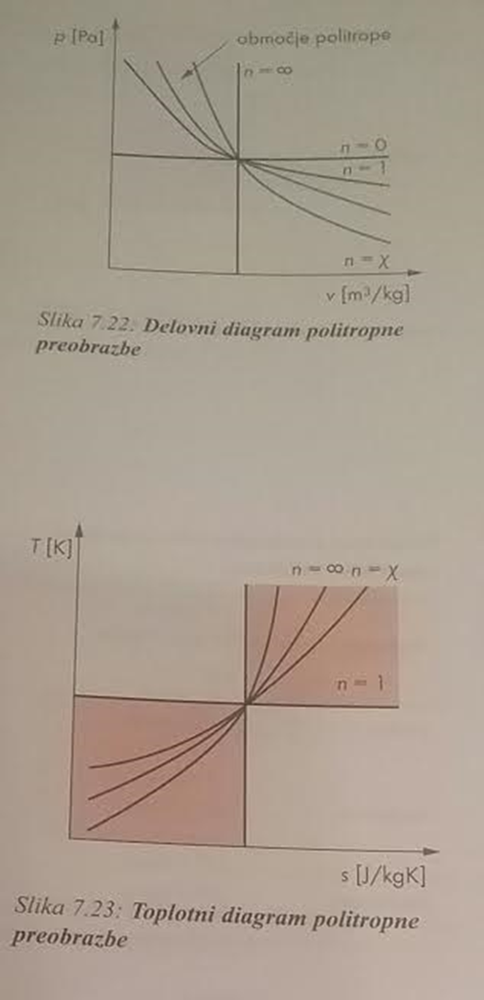 p [Pa]
območje politrope
n = ∞
n = 0
n = 1
n = χ
v [m³/kg]
Slika 7.22: Delovni diagram politropne
preobrazbe
T [K]
n = ∞ n = χ
n = 1
s [J/kgK]
Slika 7.23: Toplotni diagram politropne
preobrazbe